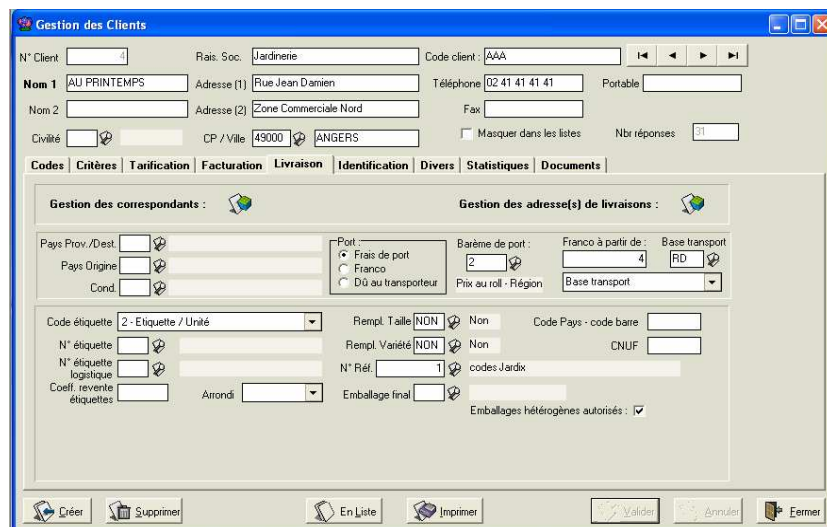 Gestion des Clients
N° Client 4 Rais. Soc. Jardinerie Code client : AAA
Nom 1 AU PRINTEMPS Adresse (1) Rue Jean Damien Téléphone 02 41 41 41 41 Portable
Nom 2 Adresse (2) Zone Commerciale Nord Fax
Civilité CP / Ville 49000 ANGERS Masquer dans les listes Nbr réponses 31
Codes Critères Tarification Facturation Livraison Identification Divers Statistiques Documents
Gestion des correspondants : Gestion des adresse(s) de livraisons :
Pays Prov./Dest. Port : Barème de port : Franco à partir de : Base transport
Frais de port 2 4 RD
Pays Origine Franco
Cond. Dû au transporteur Prix au roll - Région Base transport
Code étiquette 2 - Etiquette / Unité Rempl. Taille NON Non Code Pays - code barre
N° étiquette Rempl. Variété NON Non CNUF
N° étiquette logistique N° Réf. 1 codes Jardix
Coeff. revente étiquettes Arrondi Emballage final
Emballages hétérogènes autorisés :
Créer Supprimer En Liste Imprimer Valider Annuler Fermer